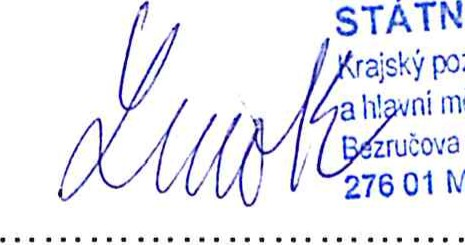 STÁTN
Krajský poz
a hlavní mě
Bezručova
276 01 M